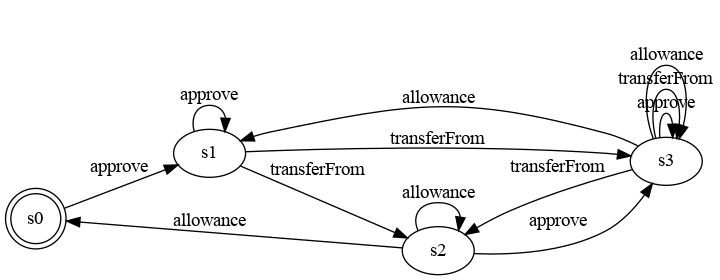 allowance
transferFrom
approve
approve
allowance
s1
transferFrom
s3
approve
transferFrom
transferFrom
allowance
s0
allowance
approve
s2